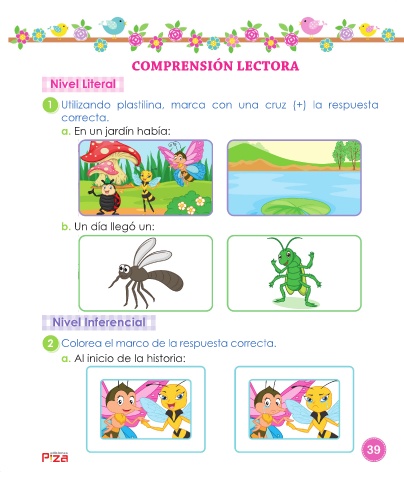 COMPRENSIÓN LECTORA
Nivel Literal
1 Utilizando plastilina, marca con una cruz (+) la respuesta
correcta.
a. En un jardín había:
b. Un día llegó un:
Nivel Inferencial
2 Colorea el marco de la respuesta correcta.
a. Al inicio de la historia:
39